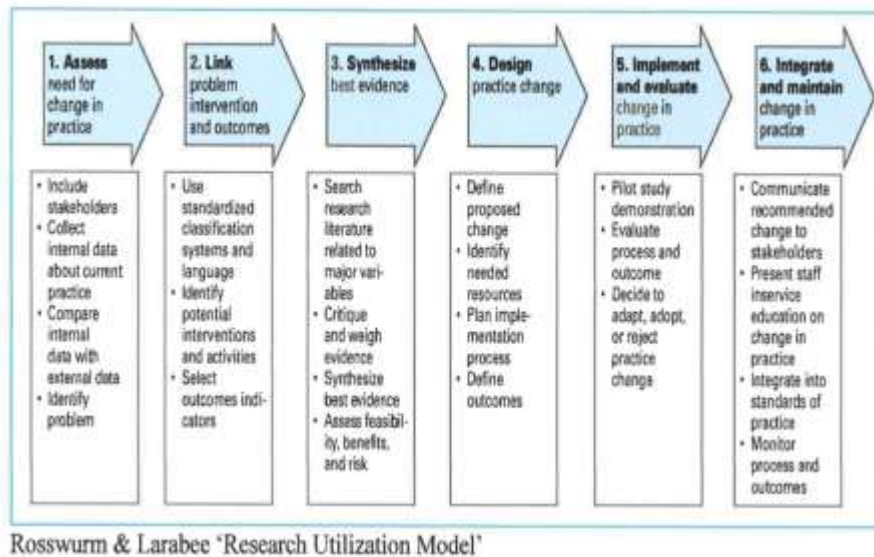 1. Assess
need for
change in
practice
2. Link
problem
intervention
and outcomes
3. Synthesize
best evidence
4. Design
practice change
5. Implement
and evaluate
change in
practice
6. Integrate
and maintain
change in
practice
• Include
stakeholders
• Collect
internal data
about current
practice
• Compare
internal
data with
external data
• Identify
problem
• Use
standardized
classification
systems and
language
• Identify
potential
interventions
and activities
• Select
outcomes indi-
cators
• Search
research
literature
related to
major vari-
ables
• Critique
and weigh
evidence
• Synthesize
best evidence
• Assess feasibil-
ity, benefits,
and risk
• Define
proposed
change
• Identify
needed
resources
• Plan imple-
mentation
process
• Define
outcomes
• Pilot study
demonstration
• Evaluate
process and
outcome
• Decide to
adapt, adopt,
or reject
practice
change
• Communicate
recommended
change to
stakeholders
• Present staff
inservice
education on
change in
practice
• Integrate into
standards of
practice
• Monitor
process and
outcomes
Rosswurm & Larabee ‘Research Utilization Model’